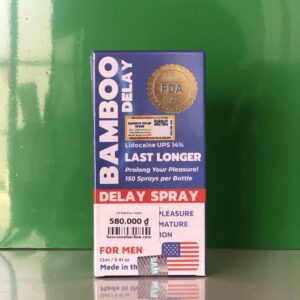 BAMBOO
DELAY
FDA
Lidocaine UPS 14%
LAST LONGER
Prolong Your Pleasure!
150 Sprays per Bottle
DELAY SPRAY
580.000 ₫
PLEASURE
MATURE
ION
FOR MEN
12ml / 0.41 oz
Made in th